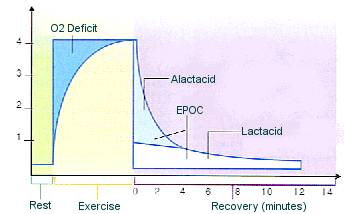 O2 Deficit
4
Alactacid
3
EPOC
2
Lactacid
1
0 2 4 6 8 10 12 14
Rest Exercise Recovery (minutes)